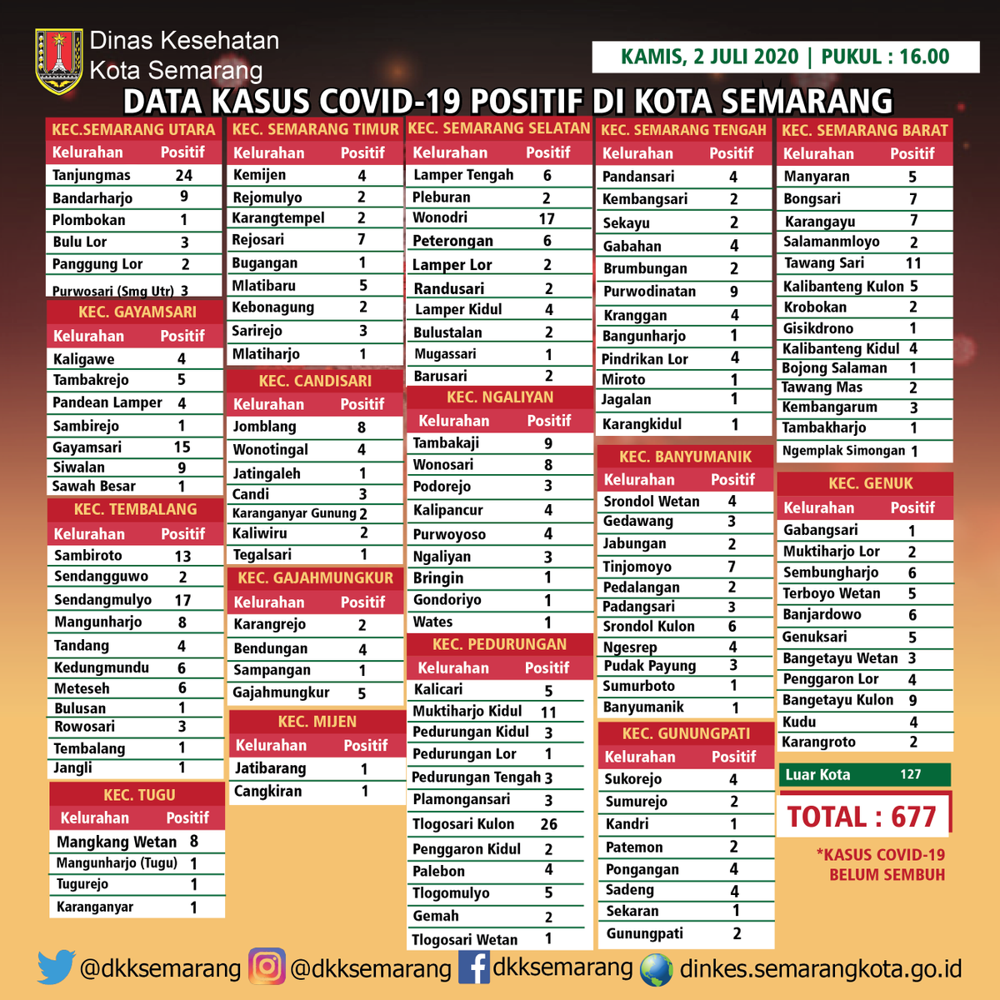 Dinas Kesehatan
Kota Semarang
KAMIS, 2 JULI 2020 | PUKUL : 16.00
DATA KASUS COVID-19 POSITIF DI KOTA SEMARANG
KEC.SEMARANG UTARA
Kelurahan Positif
Tanjungmas 24
Bandarharjo 9
Plombokan 1
Bulu Lor 3
Panggung Lor 2
Purwosari (Smg Utr) 3
KEC. GAYAMSARI
Kelurahan Positif
Kaligawe 4
Tambakrejo 5
Pandean Lamper 4
Sambirejo 1
Gayamsari 15
Siwalan 9
Sawah Besar 1
KEC. TEMBALANG
Kelurahan Positif
Sambiroto 13
Sendangguwo 2
Sendangmulyo 17
Mangunharjo 8
Tandang 4
Kedungmundu 6
Meteseh 6
Bulusan 1
Rowosari 3
Tembalang 1
Jangli 1
KEC. TUGU
Kelurahan Positif
Mangkang Wetan 8
Mangunharjo (Tugu) 1
Tugurejo 1
Karanganyar 1
KEC. SEMARANG TIMUR
Kelurahan Positif
Kemijen 4
Rejomulyo 2
Karangtempel 2
Rejosari 7
Bugangan 1
Mlatibaru 5
Kebonagung 2
Sarirejo 3
Mlatiharjo 1
KEC. CANDISARI
Kelurahan Positif
Jomblang 8
Wonotingal 4
Jatingaleh 1
Candi 3
Karanganyar Gunung 2
Kaliwiru 2
Tegalsari 1
KEC. GAJAHMUNGKUR
Kelurahan Positif
Karangrejo 2
Bendungan 4
Sampangan 1
Gajahmungkur 5
KEC. MIJEN
Kelurahan Positif
Jatibarang 1
Cangkiran 1
KEC. SEMARANG SELATAN
Kelurahan Positif
Lamper Tengah 6
Pleburan 2
Wonodri 17
Peterongan 6
Lamper Lor 2
Randusari 2
Lamper Kidul 4
Bulustalan 2
Mugassari 1
Barusari 2
KEC. NGALIYAN
Kelurahan Positif
Tambakaji 9
Wonosari 8
Podorejo 3
Kalipancur 4
Purwoyoso 4
Ngaliyan 3
Bringin 1
Gondoriyo 1
Wates 1
KEC. PEDURUNGAN
Kelurahan Positif
Kalicari 5
Muktiharjo Kidul 11
Pedurungan Kidul 3
Pedurungan Lor 1
Pedurungan Tengah 3
Plamongansari 3
Tlogosari Kulon 26
Penggaron Kidul 2
Palebon 4
Tlogomulyo 5
Gemah 2
Tlogosari Wetan 1
KEC. SEMARANG TENGAH
Kelurahan Positif
Pandansari 4
Kembangsari 2
Sekayu 2
Gabahan 4
Brumbungan 2
Purwodinatan 9
Kranggan 4
Bangunharjo 1
Pindrikan Lor 4
Miroto 1
Jagalan 1
Karangkidul 1
KEC. BANYUMANIK
Kelurahan Positif
Srondol Wetan 4
Gedawang 3
Jabungan 2
Tinjomoyo 7
Pedalangan 2
Padangsari 3
Srondol Kulon 6
Ngesrep 4
Pudak Payung 3
Sumurboto 1
Banyumanik 1
KEC. GUNUNGPATI
Kelurahan Positif
Sukorejo 4
Sumurejo 2
Kandri 1
Patemon 2
Pongangan 4
Sadeng 4
Sekaran 1
Gunungpati 2
KEC. SEMARANG BARAT
Kelurahan Positif
Manyaran 5
Bongsari 7
Karangayu 7
Salamanmloyo 2
Tawang Sari 11
Kalibanteng Kulon 5
Krobokan 2
Gisikdrono 1
Kalibanteng Kidul 4
Bojong Salaman 1
Tawang Mas 2
Kembangarum 3
Tambakharjo 1
Ngemplak Simongan 1
KEC. GENUK
Kelurahan Positif
Gabangsari 1
Muktiharjo Lor 2
Sembungharjo 6
Terboyo Wetan 5
Banjardowo 6
Genuksari 5
Bangetayu Wetan 3
Penggaron Lor 4
Bangetayu Kulon 9
Kudu 4
Karangroto 2
Luar Kota 127
TOTAL : 677
*KASUS COVID-19
BELUM SEMBUH
@dkksemarang @dkksemarang dkksemarang dinkes.semarangkota.go.id